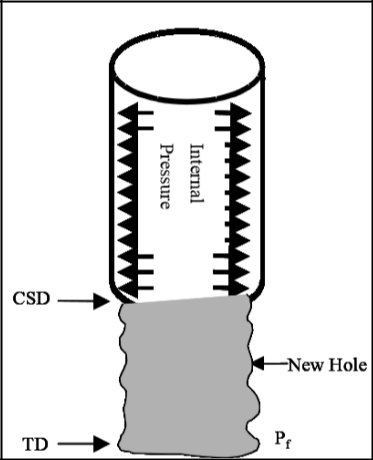 Internal
Pressure
CSD
New Hole
TD
Pf